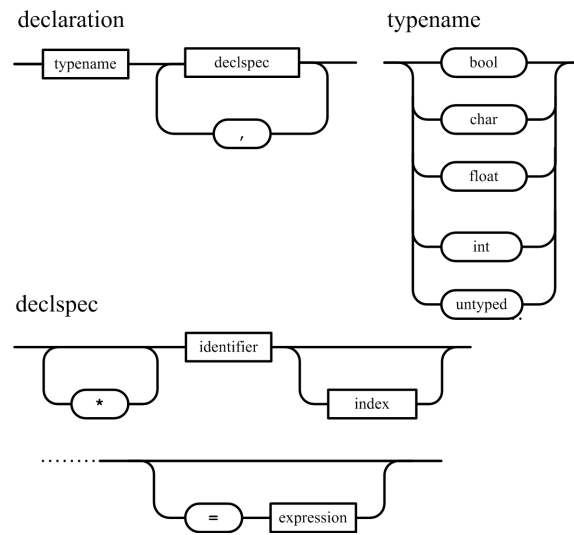 declaration
typename
declspec
,
typename
bool
char
float
int
untyped
declspec
*
identifier
index
=
expression